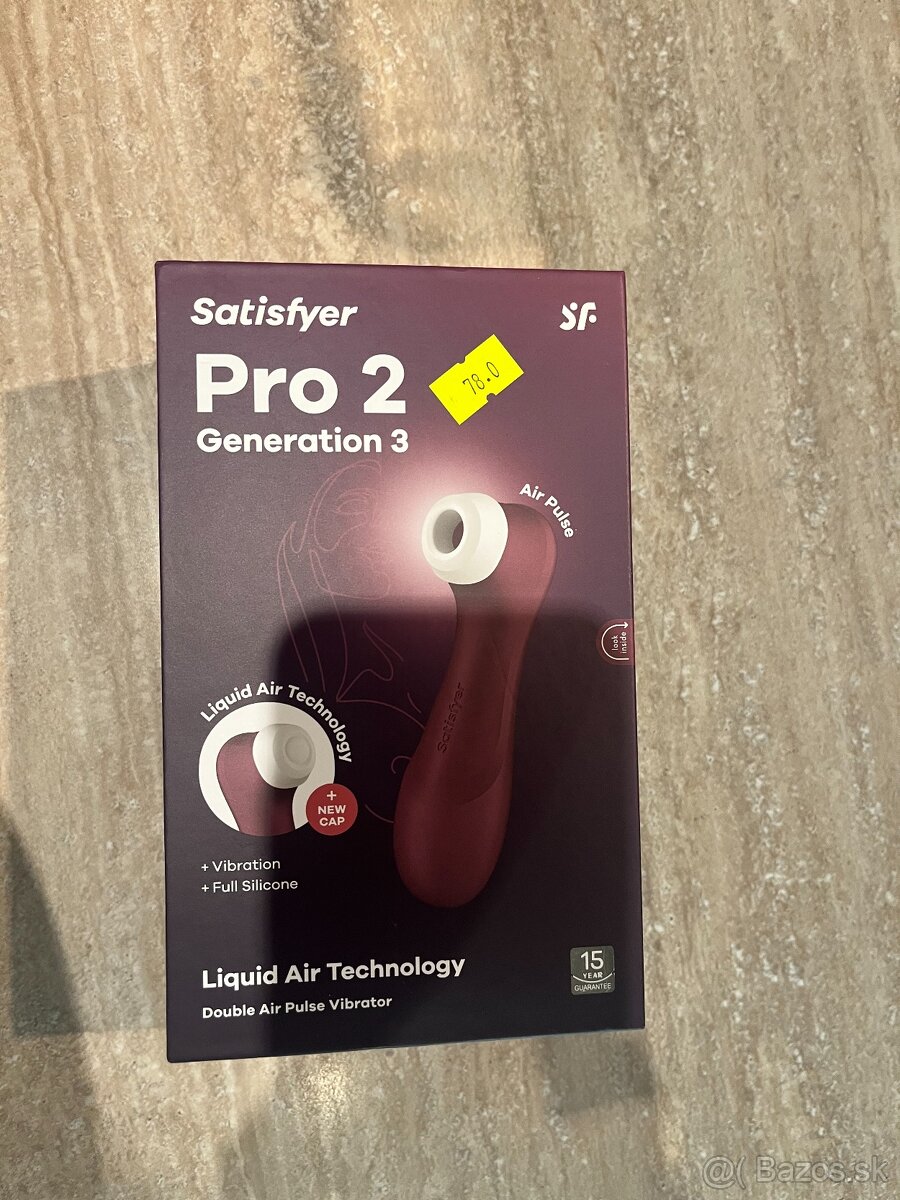 Satisfyer
SF
Pro 2
78.0
Generation 3
Air Pulse
look
inside
Satisfyer
Liquid Air Technology
+
NEW
CAP
+ Vibration
+ Full Silicone
Liquid Air Technology
Double Air Pulse Vibrator
15
YEAR
GUARANTEE
@( Bazos.sk